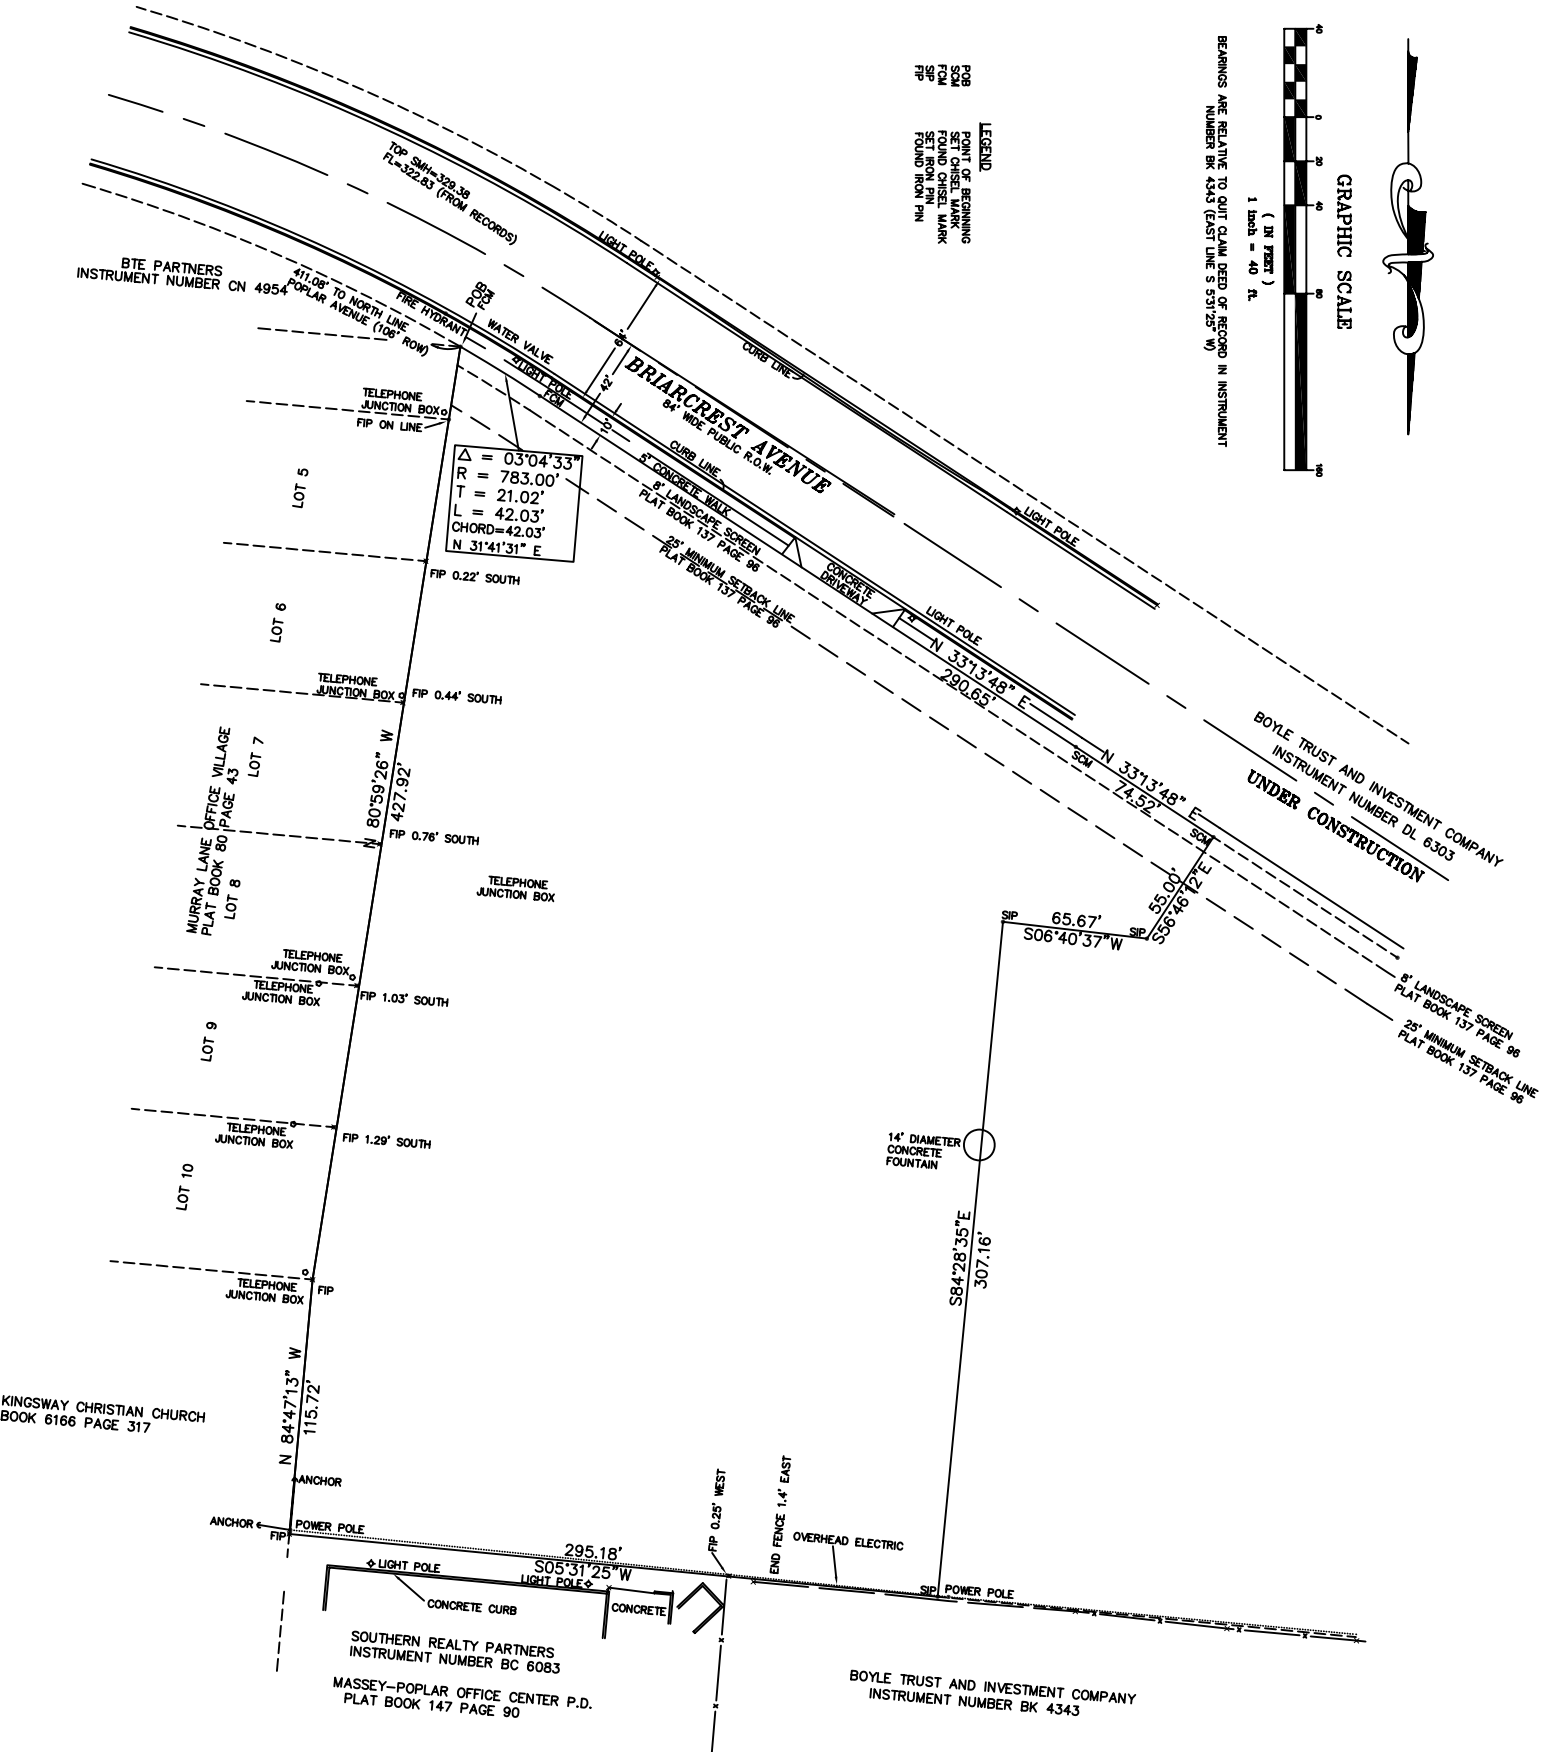 GRAPHIC SCALE
40
0
20
40
80
160
( IN FEET )
1 inch = 40 ft.
BEARINGS ARE RELATIVE TO QUIT CLAIM DEED OF RECORD IN INSTRUMENT
NUMBER BK 4343 (EAST LINE S 5°31'25" W)
LEGEND
POB POINT OF BEGINNING
SCM SET CHISEL MARK
FCM FOUND CHISEL MARK
SIP SET IRON PIN
FIP FOUND IRON PIN
TOP SMH=329.38
FL=322.83 (FROM RECORDS)
LIGHT POLE
CURB LINE
LIGHT POLE
BTE PARTNERS
INSTRUMENT NUMBER CN 4954
411.08' TO NORTH LINE
POPLAR AVENUE (106' ROW)
FIRE HYDRANT
POB
FCM
WATER VALVE
LIGHT POLE
FCM
61'
42'
10'
BRIARCREST AVENUE
84' WIDE PUBLIC R.O.W.
CURB LINE
5' CONCRETE WALK
8' LANDSCAPE SCREEN
PLAT BOOK 137 PAGE 96
25' MINIMUM SETBACK LINE
PLAT BOOK 137 PAGE 96
CONCRETE
DRIVEWAY
LIGHT POLE
N 33°13'48" E
290.65'
SCM
N 33°13'48" E
74.52'
SCM
BOYLE TRUST AND INVESTMENT COMPANY
INSTRUMENT NUMBER DL 6303
UNDER CONSTRUCTION
TELEPHONE
JUNCTION BOX
FIP ON LINE
Δ = 03°04'33"
R = 783.00'
T = 21.02'
L = 42.03'
CHORD=42.03'
N 31°41'31" E
LOT 5
FIP 0.22' SOUTH
LOT 6
TELEPHONE
JUNCTION BOX
FIP 0.44' SOUTH
MURRAY LANE OFFICE VILLAGE
PLAT BOOK 80 PAGE 43
LOT 7
N 80°59'26" W
427.92'
FIP 0.76' SOUTH
LOT 8
TELEPHONE
JUNCTION BOX
55.00'
S56°46'12"E
SIP
65.67'
S06°40'37"W
SIP
8' LANDSCAPE SCREEN
PLAT BOOK 137 PAGE 96
25' MINIMUM SETBACK LINE
PLAT BOOK 137 PAGE 96
TELEPHONE
JUNCTION BOX
TELEPHONE
JUNCTION BOX
FIP 1.03' SOUTH
LOT 9
TELEPHONE
JUNCTION BOX
FIP 1.29' SOUTH
14' DIAMETER
CONCRETE
FOUNTAIN
LOT 10
S84°28'35"E
307.16'
TELEPHONE
JUNCTION BOX
FIP
KINGSWAY CHRISTIAN CHURCH
BOOK 6166 PAGE 317
N 84°47'13" W
115.72'
ANCHOR
ANCHOR
FIP
POWER POLE
295.18'
S05°31'25"W
LIGHT POLE
LIGHT POLE
CONCRETE CURB
CONCRETE
FIP 0.25' WEST
END FENCE 1.4' EAST
OVERHEAD ELECTRIC
SIP
POWER POLE
SOUTHERN REALTY PARTNERS
INSTRUMENT NUMBER BC 6083
MASSEY-POPLAR OFFICE CENTER P.D.
PLAT BOOK 147 PAGE 90
BOYLE TRUST AND INVESTMENT COMPANY
INSTRUMENT NUMBER BK 4343